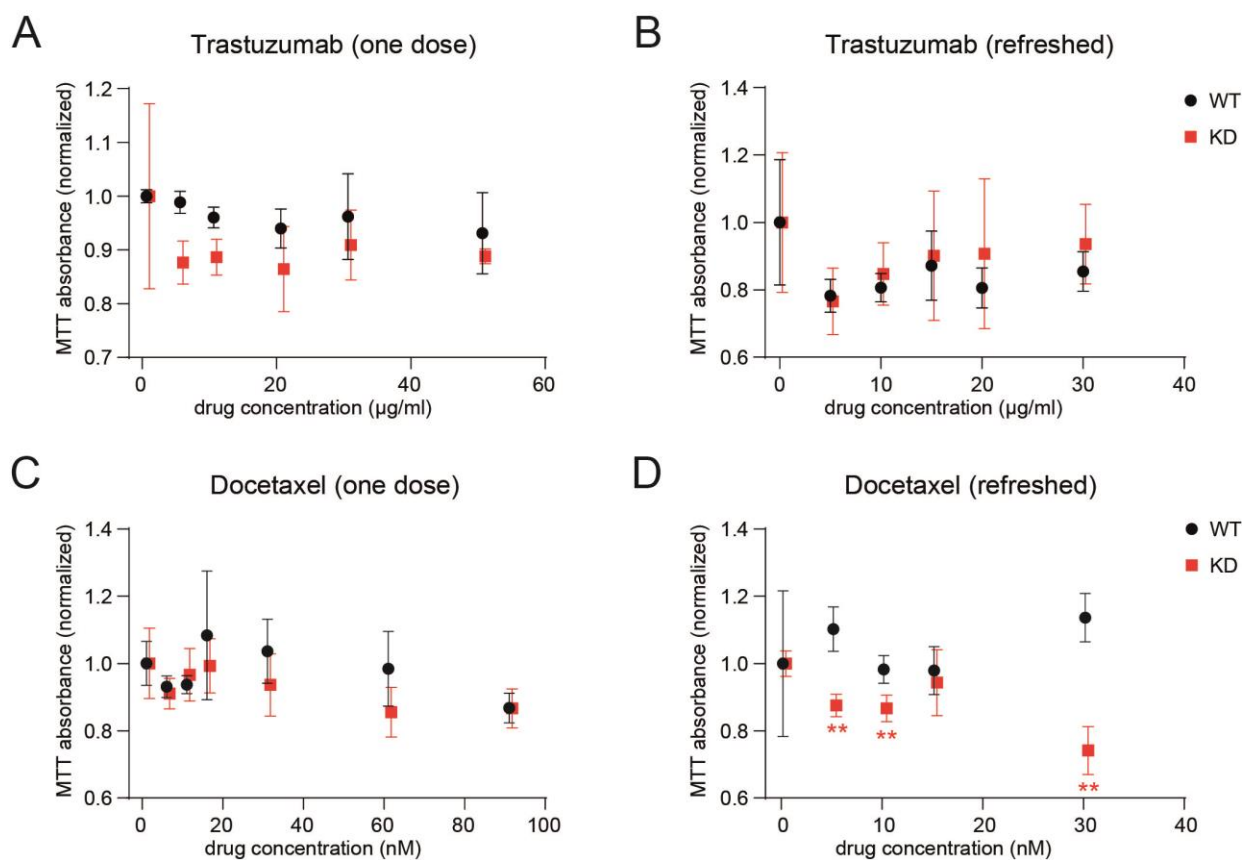 A
Trastuzumab (one dose)
MTT absorbance (normalized)
1.2
1.1
1.0
0.9
0.8
0.7
0
20
40
60
drug concentration (µg/ml)
B
Trastuzumab (refreshed)
MTT absorbance (normalized)
1.4
1.2
1.0
0.8
0.6
0
10
20
30
40
drug concentration (µg/ml)
WT
KD
C
Docetaxel (one dose)
MTT absorbance (normalized)
1.4
1.2
1.0
0.8
0.6
0
20
40
60
80
100
drug concentration (nM)
D
Docetaxel (refreshed)
MTT absorbance (normalized)
1.4
1.2
1.0
0.8
0.6
**
**
**
0
10
20
30
40
drug concentration (nM)
WT
KD